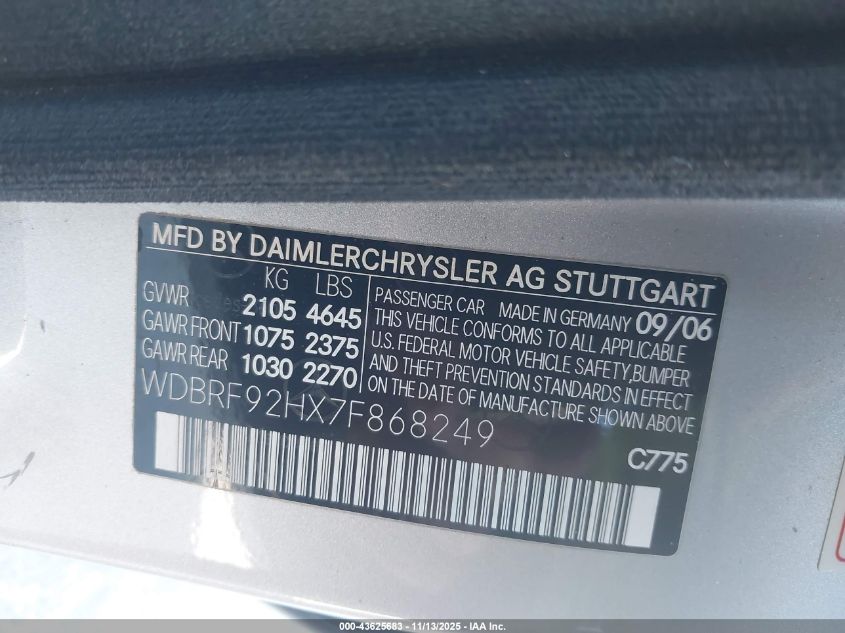 MFD BY DAIMLERCHRYSLER AG STUTTGART
KG LBS
GVWR 2105 4645
GAWR FRONT 1075 2375
GAWR REAR 1030 2270
PASSENGER CAR MADE IN GERMANY 09/06
THIS VEHICLE CONFORMS TO ALL APPLICABLE
U.S. FEDERAL MOTOR VEHICLE SAFETY,BUMPER
AND THEFT PREVENTION STANDARDS IN EFFECT
ON THE DATE OF MANUFACTURE SHOWN ABOVE
WDBRF92HX7F868249
C775
000-43625683 - 11/13/2025 - IAA Inc.